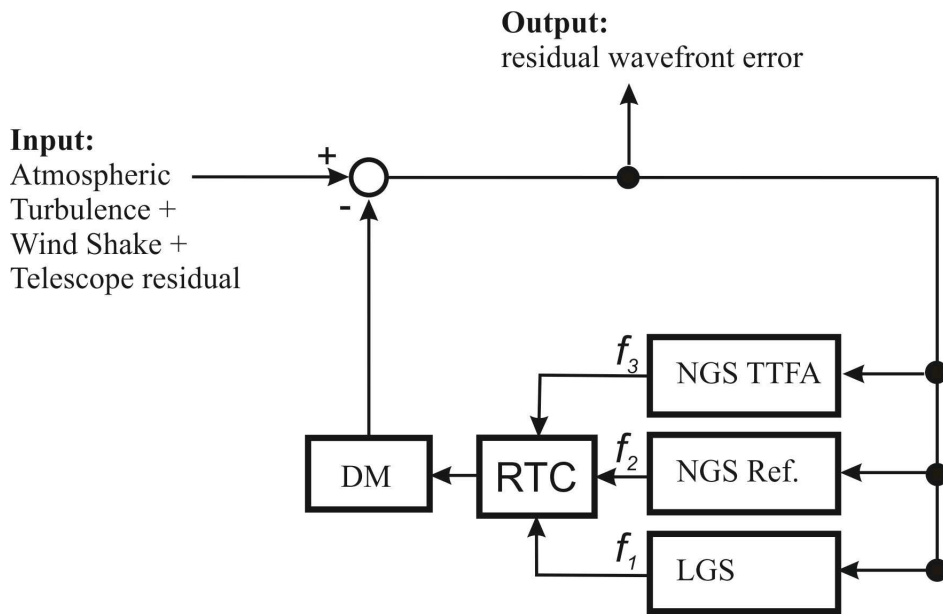 Output:
residual wavefront error
Input:
Atmospheric
Turbulence +
Wind Shake +
Telescope residual
+
-
f3
NGS TTFA
DM
RTC
f2
NGS Ref.
f1
LGS